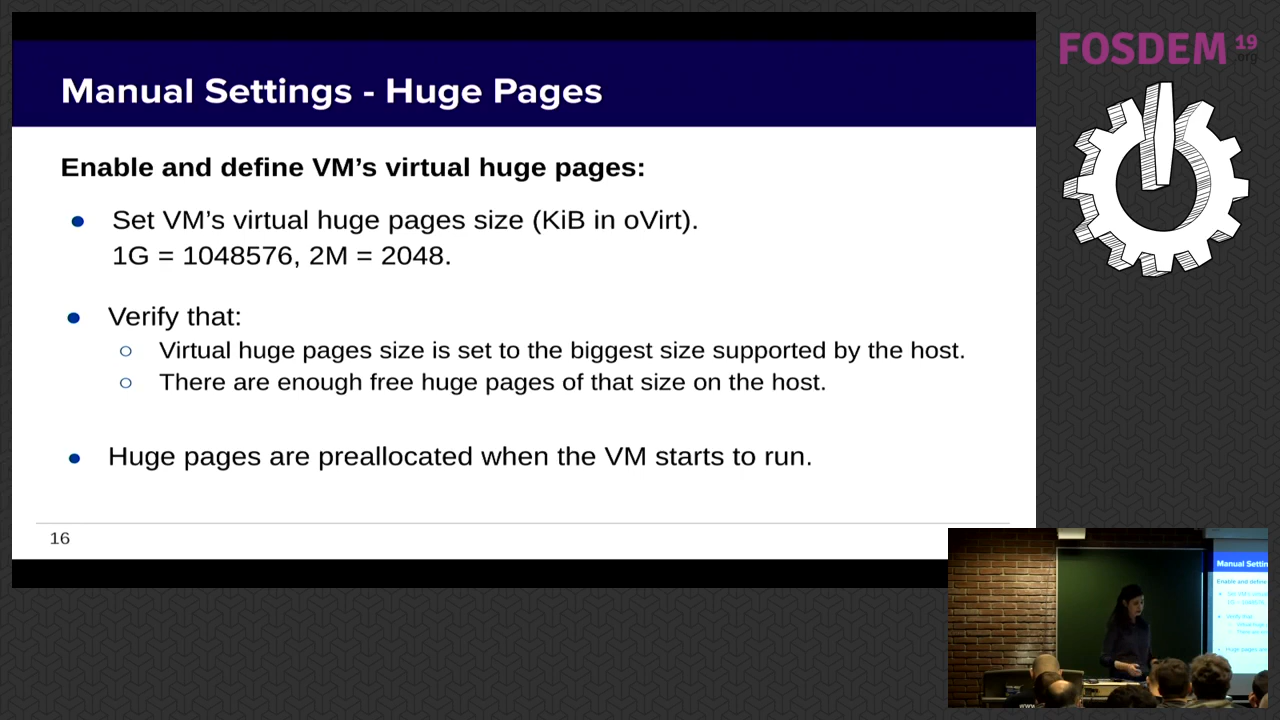 Manual Settings - Huge Pages
FOSDEM 19
.org
Enable and define VM's virtual huge pages:
Set VM's virtual huge pages size (KiB in oVirt).
1G = 1048576, 2M = 2048.
Verify that:
Virtual huge pages size is set to the biggest size supported by the host.
There are enough free huge pages of that size on the host.
Huge pages are preallocated when the VM starts to run.
16
Manual Settin
Enable and define